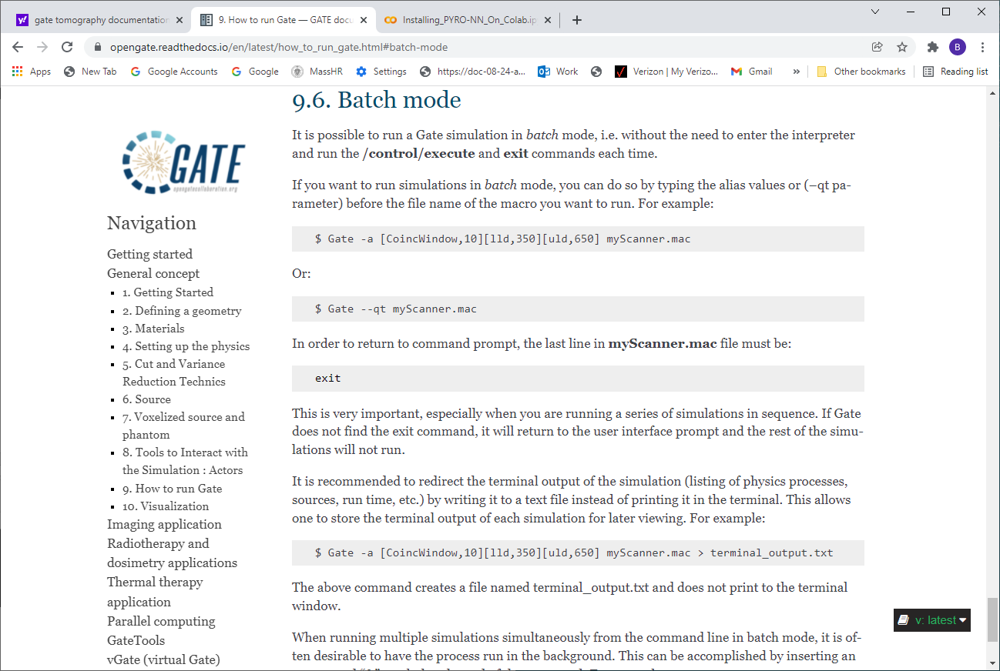 gate tomography documentation
9. How to run Gate — GATE docu
Installing_PYRO-NN_On_Colab.ip
opengate.readthedocs.io/en/latest/how_to_run_gate.html#batch-mode
B
Apps
New Tab
Google Accounts
Google
MassHR
Settings
https://doc-08-24-a...
Work
Verizon | My Verizo...
Gmail
»
Other bookmarks
Reading list
GATE
opengatecollaboration.org
Navigation
Getting started
General concept
1. Getting Started
2. Defining a geometry
3. Materials
4. Setting up the physics
5. Cut and Variance
Reduction Technics
6. Source
7. Voxelized source and
phantom
8. Tools to Interact with
the Simulation : Actors
9. How to run Gate
10. Visualization
Imaging application
Radiotherapy and
dosimetry applications
Thermal therapy
application
Parallel computing
GateTools
vGate (virtual Gate)
9.6. Batch mode
It is possible to run a Gate simulation in batch mode, i.e. without the need to enter the interpreter
and run the /control/execute and exit commands each time.
If you want to run simulations in batch mode, you can do so by typing the alias values or (–qt pa-
rameter) before the file name of the macro you want to run. For example:
$ Gate -a [CoincWindow,10][lld,350][uld,650] myScanner.mac
Or:
$ Gate --qt myScanner.mac
In order to return to command prompt, the last line in myScanner.mac file must be:
exit
This is very important, especially when you are running a series of simulations in sequence. If Gate
does not find the exit command, it will return to the user interface prompt and the rest of the simu-
lations will not run.
It is recommended to redirect the terminal output of the simulation (listing of physics processes,
sources, run time, etc.) by writing it to a text file instead of printing it in the terminal. This allows
one to store the terminal output of each simulation for later viewing. For example:
$ Gate -a [CoincWindow,10][lld,350][uld,650] myScanner.mac > terminal_output.txt
The above command creates a file named terminal_output.txt and does not print to the terminal
window.
When running multiple simulations simultaneously from the command line in batch mode, it is of-
ten desirable to have the process run in the background. This can be accomplished by inserting an
v: latest